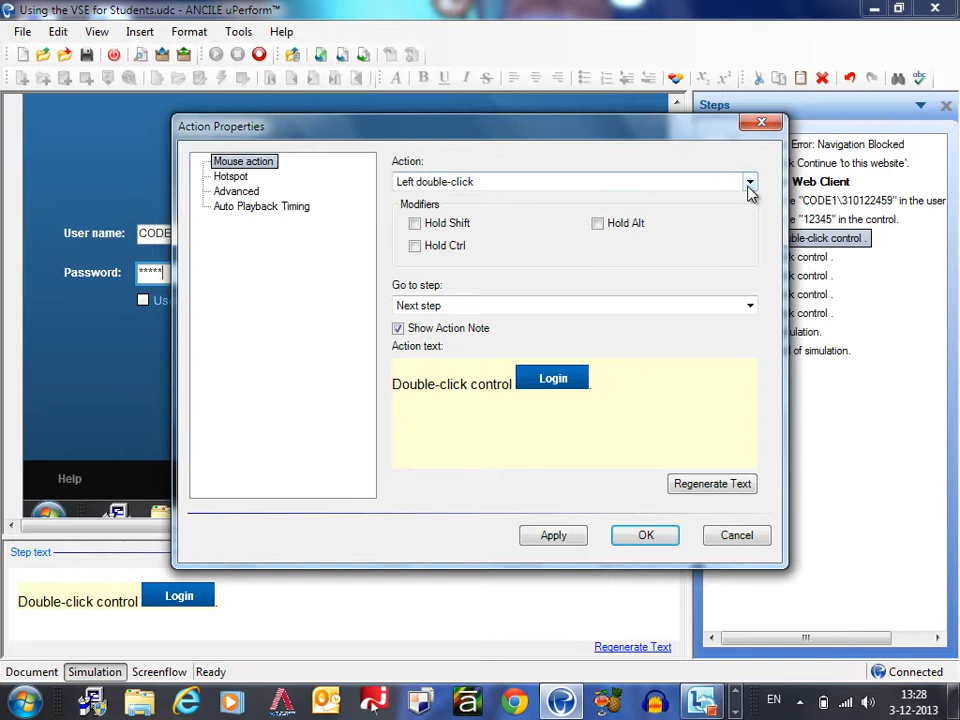 Using the VSE for Students.udc - ANCILE uPerform™
File Edit View Insert Format Tools Help
Steps
Action Properties
Error: Navigation Blocked
k Continue 'to this website'.
Web Client
e "CODE1\310122459" in the user
e "12345" in the control.
ble-click control .
k control .
k control .
k control .
k control .
mulation.
d of simulation.
Mouse action
Hotspot
Advanced
Auto Playback Timing
Action:
Left double-click
Modifiers
Hold Shift
Hold Alt
Hold Ctrl
Go to step:
Next step
Show Action Note
Action text:
Double-click control Login .
Regenerate Text
Apply
OK
Cancel
User name: CODE
Password: *****
Us
Help
Step text
Double-click control Login .
Regenerate Text
Document Simulation Screenflow Ready
Connected
EN
13:28
3-12-2013